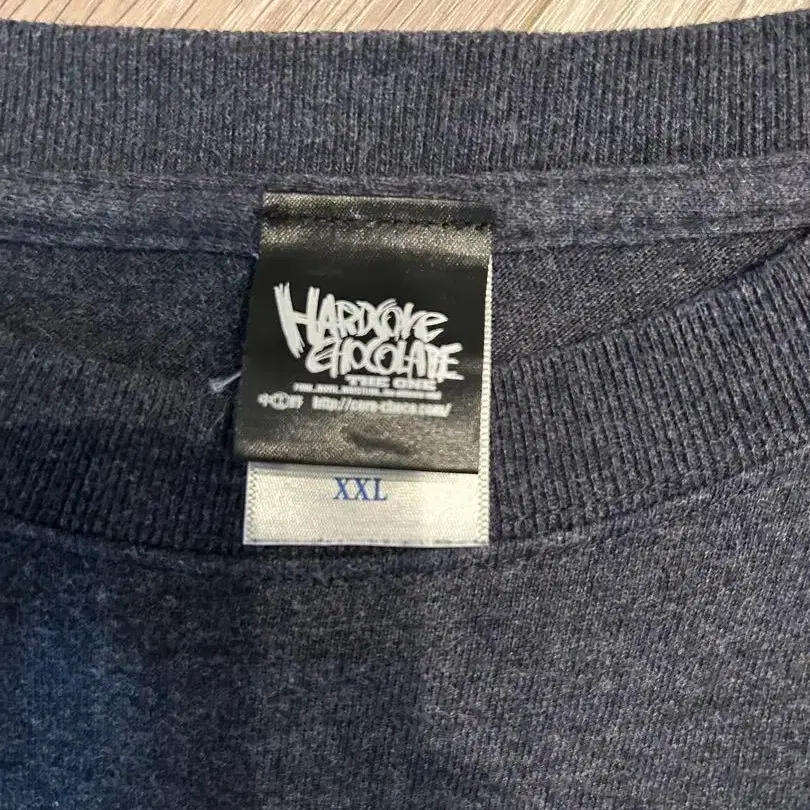 HARDCORE
CHOCOLATE
THE ONE
http://core-choco.com/
XXL